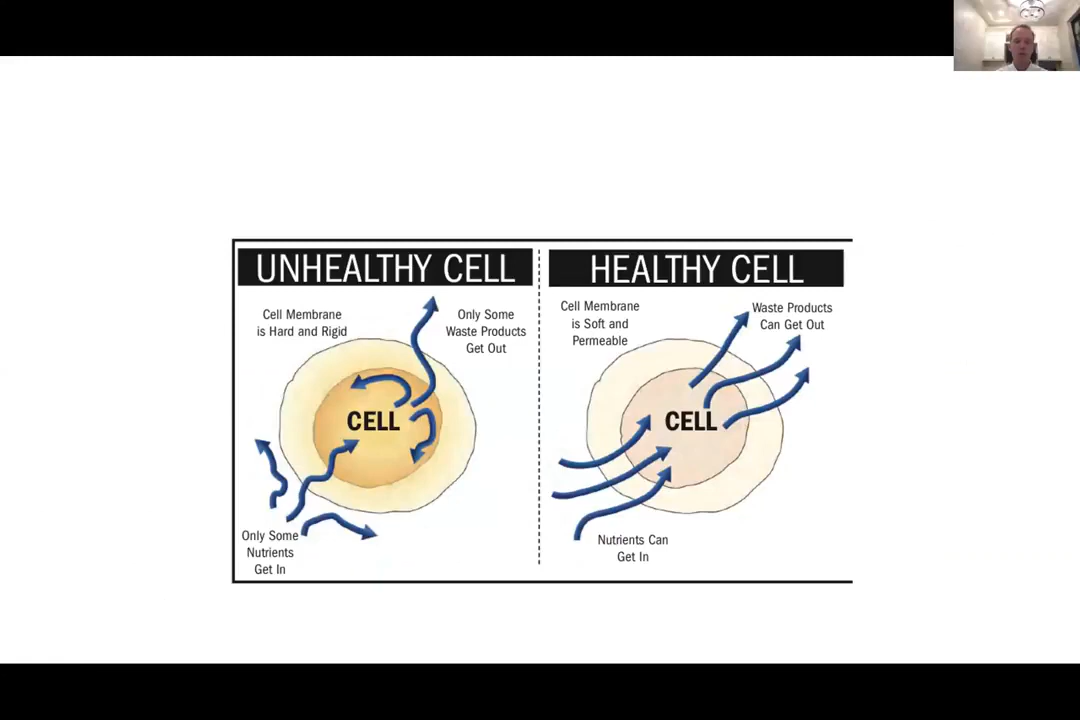 UNHEALTHY CELL
Cell Membrane
is Hard and Rigid
Only Some
Waste Products
Get Out
CELL
Only Some
Nutrients
Get In
HEALTHY CELL
Cell Membrane
is Soft and
Permeable
Waste Products
Can Get Out
CELL
Nutrients Can
Get In